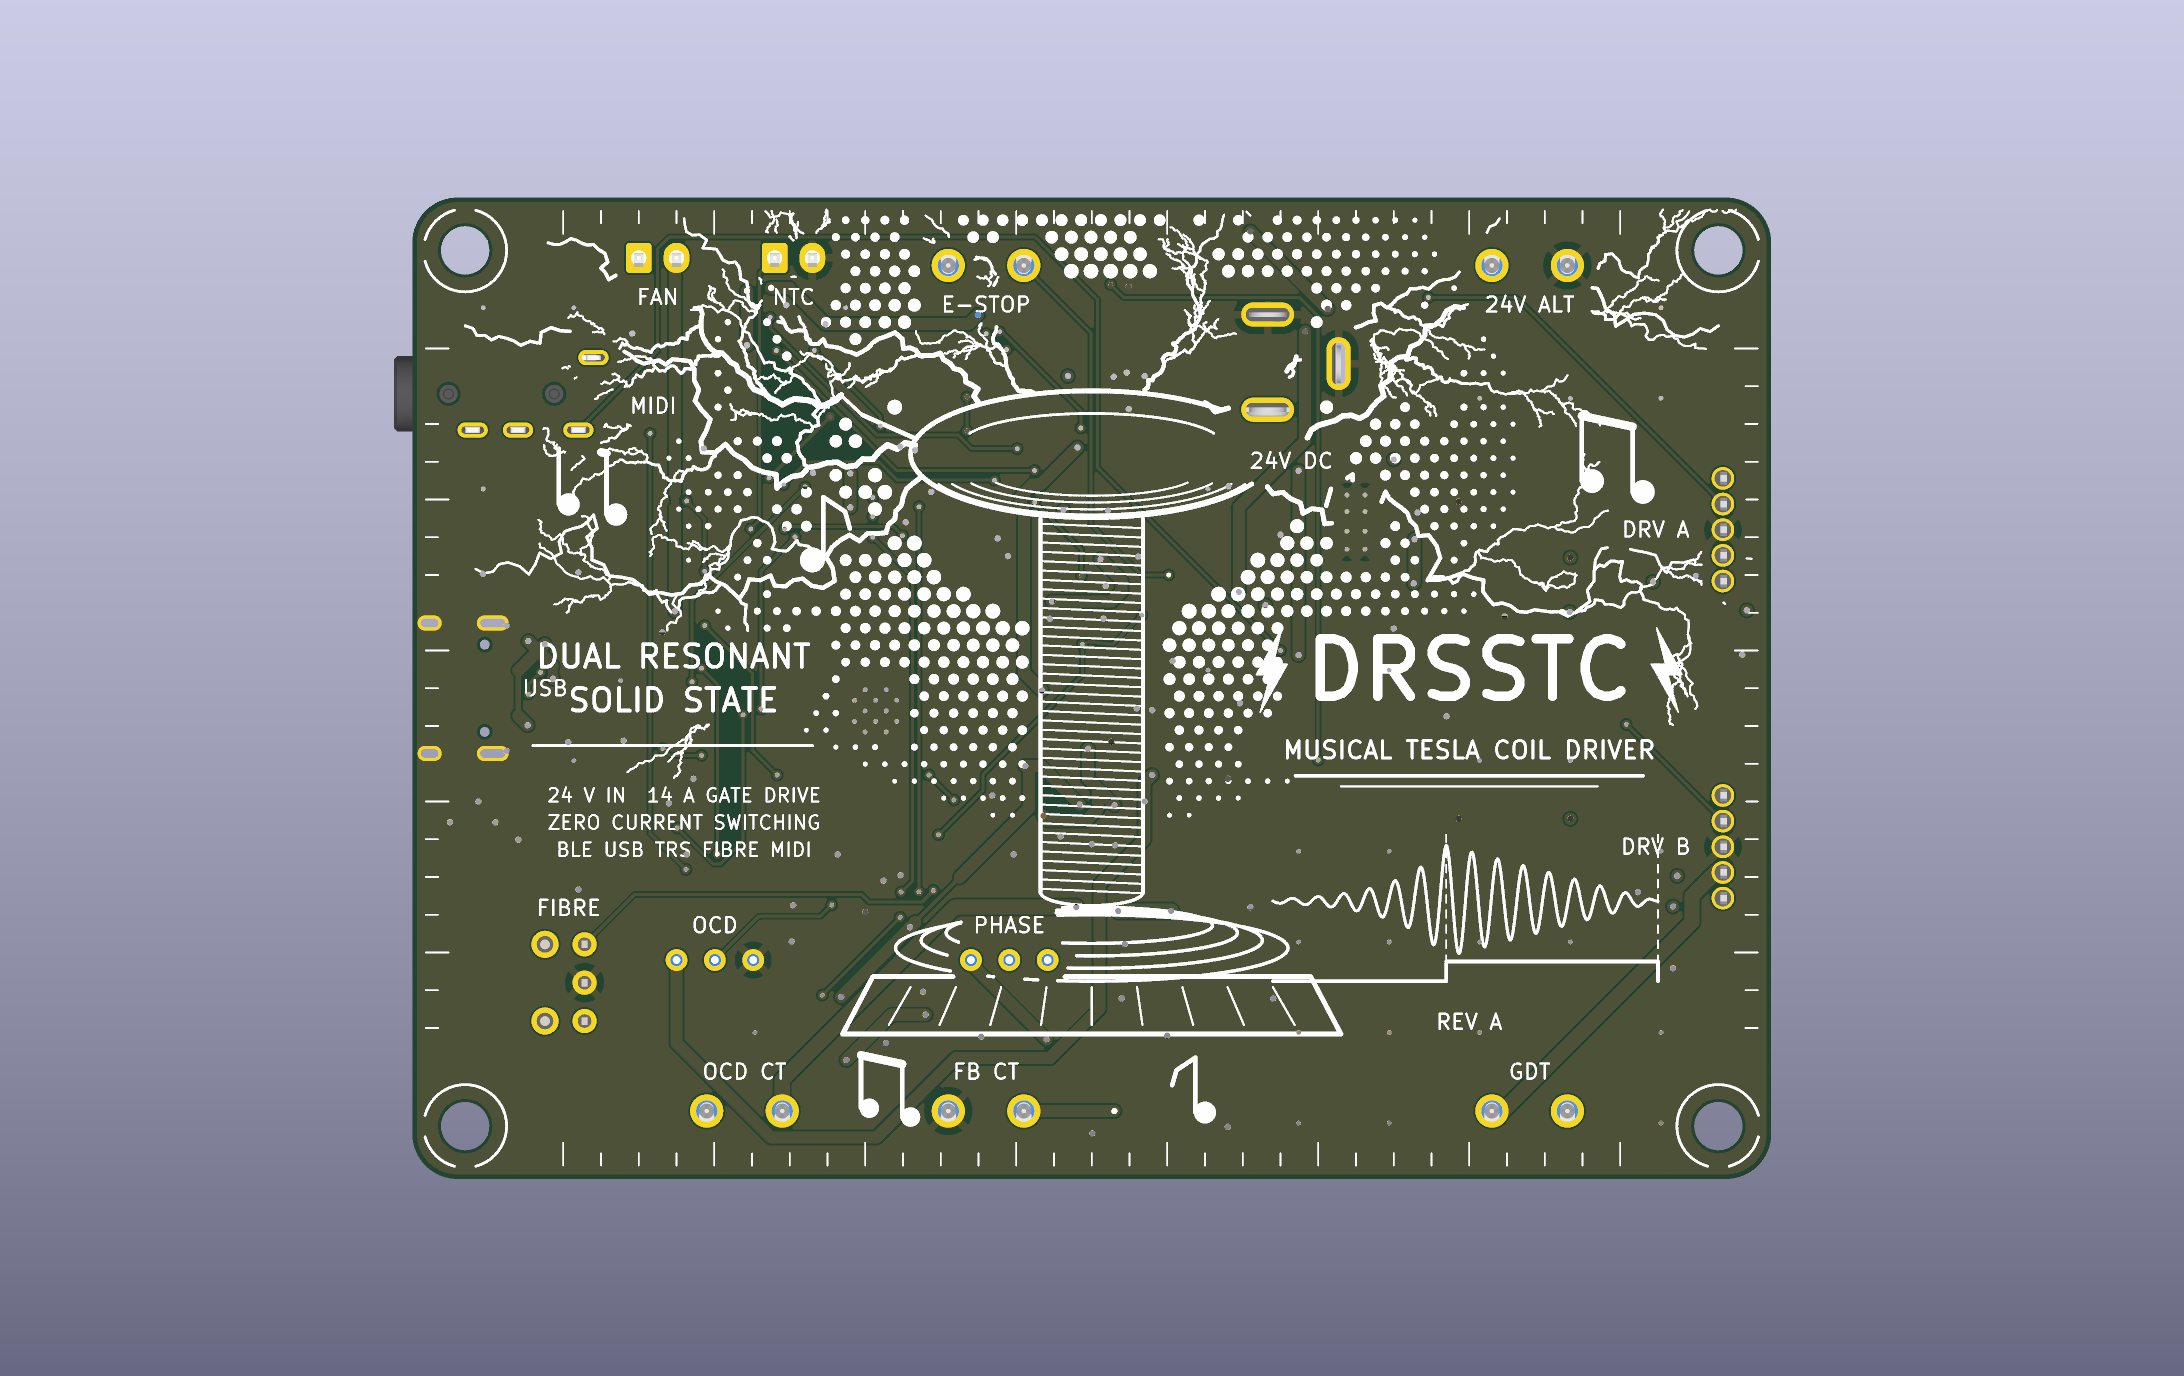 FAN
NTC
E-STOP
24V ALT
MIDI
24V DC
DRV A
DUAL RESONANT
USB
SOLID STATE
DRSSTC
MUSICAL TESLA COIL DRIVER
24 V IN 14 A GATE DRIVE
ZERO CURRENT SWITCHING
BLE USB TRS FIBRE MIDI
DRV B
FIBRE
OCD
PHASE
REV A
OCD CT
FB CT
GDT